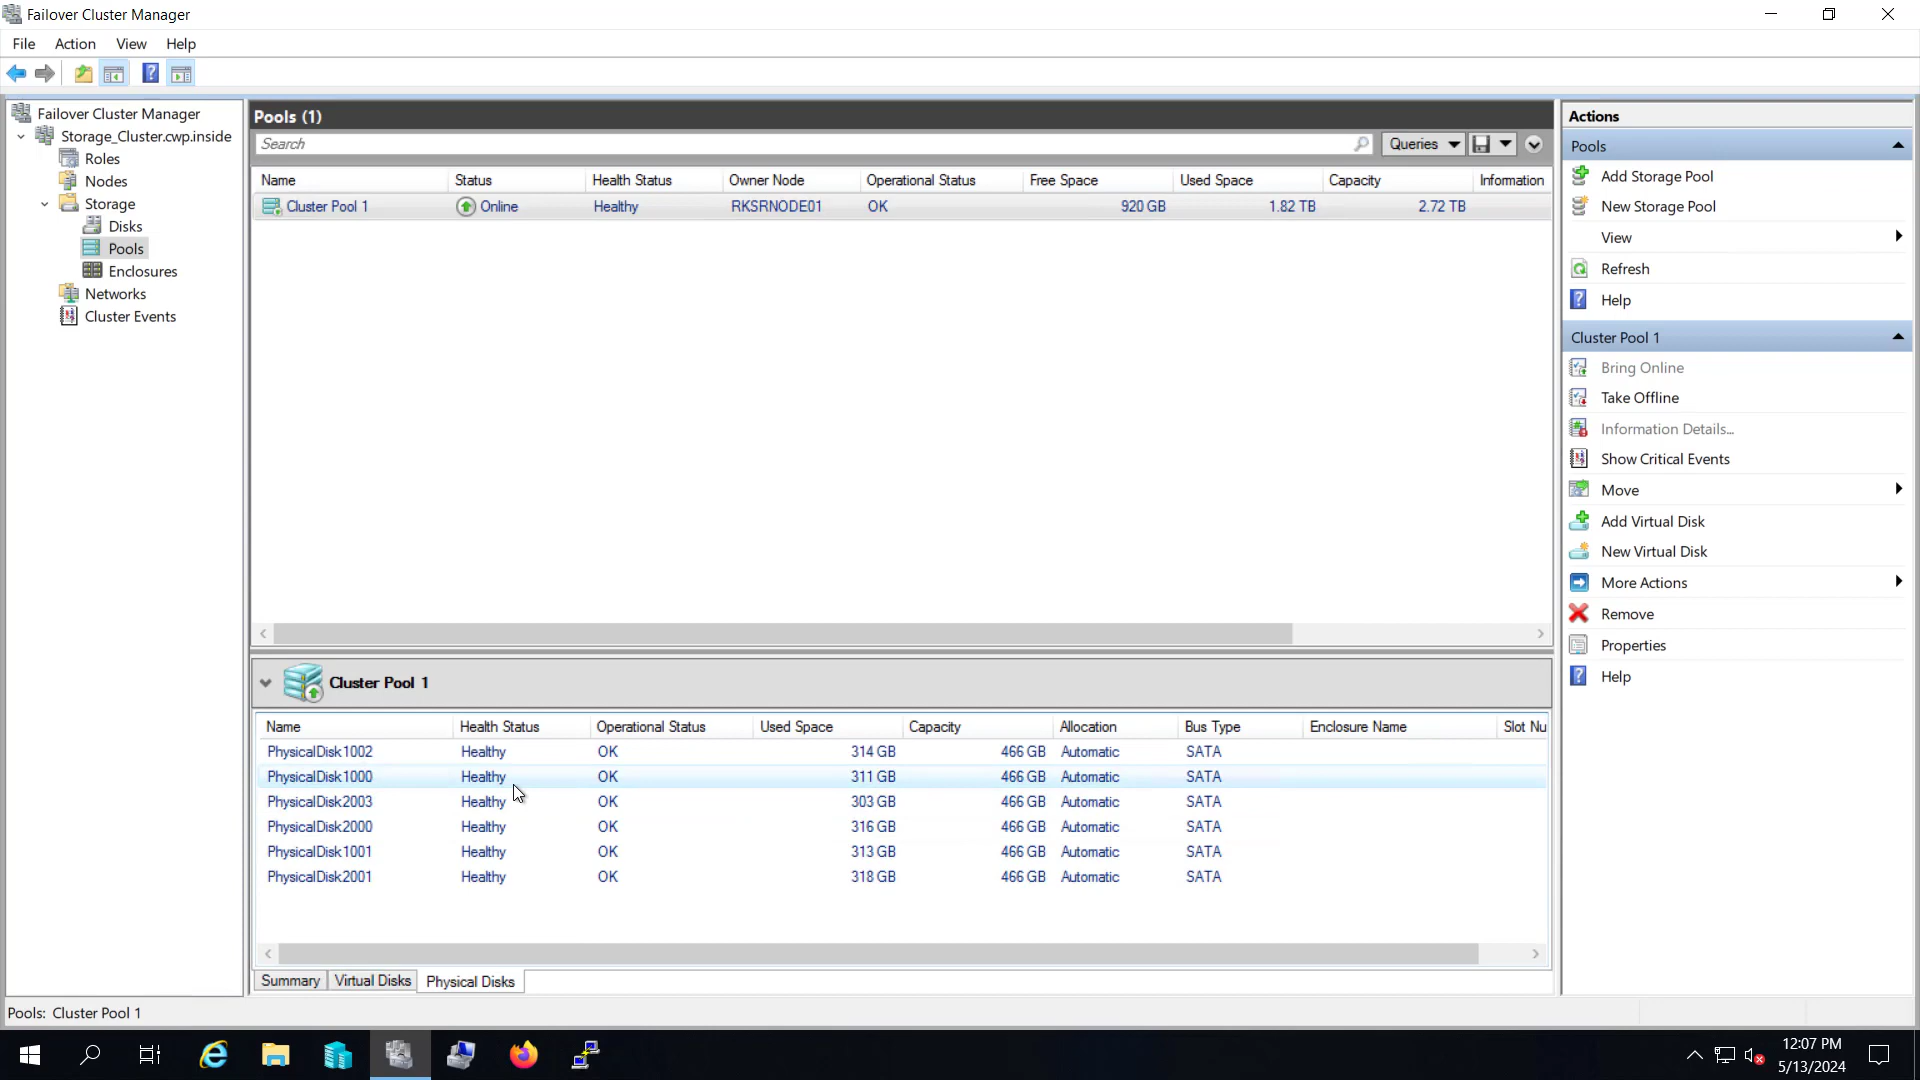 Failover Cluster Manager
File Action View Help
Failover Cluster Manager
Storage_Cluster.cwp.inside
Roles
Nodes
Storage
Disks
Pools
Enclosures
Networks
Cluster Events
Pools (1)
Search
Queries
Name Status Health Status Owner Node Operational Status Free Space Used Space Capacity Information
Cluster Pool 1 Online Healthy RKSRNODE01 OK 920 GB 1.82 TB 2.72 TB
Cluster Pool 1
Name Health Status Operational Status Used Space Capacity Allocation Bus Type Enclosure Name Slot Nu
PhysicalDisk1002 Healthy OK 314 GB 466 GB Automatic SATA
PhysicalDisk1000 Healthy OK 311 GB 466 GB Automatic SATA
PhysicalDisk2003 Healthy OK 303 GB 466 GB Automatic SATA
PhysicalDisk2000 Healthy OK 316 GB 466 GB Automatic SATA
PhysicalDisk1001 Healthy OK 313 GB 466 GB Automatic SATA
PhysicalDisk2001 Healthy OK 318 GB 466 GB Automatic SATA
Summary Virtual Disks Physical Disks
Actions
Pools
Add Storage Pool
New Storage Pool
View
Refresh
Help
Cluster Pool 1
Bring Online
Take Offline
Information Details...
Show Critical Events
Move
Add Virtual Disk
New Virtual Disk
More Actions
Remove
Properties
Help
Pools: Cluster Pool 1
12:07 PM
5/13/2024